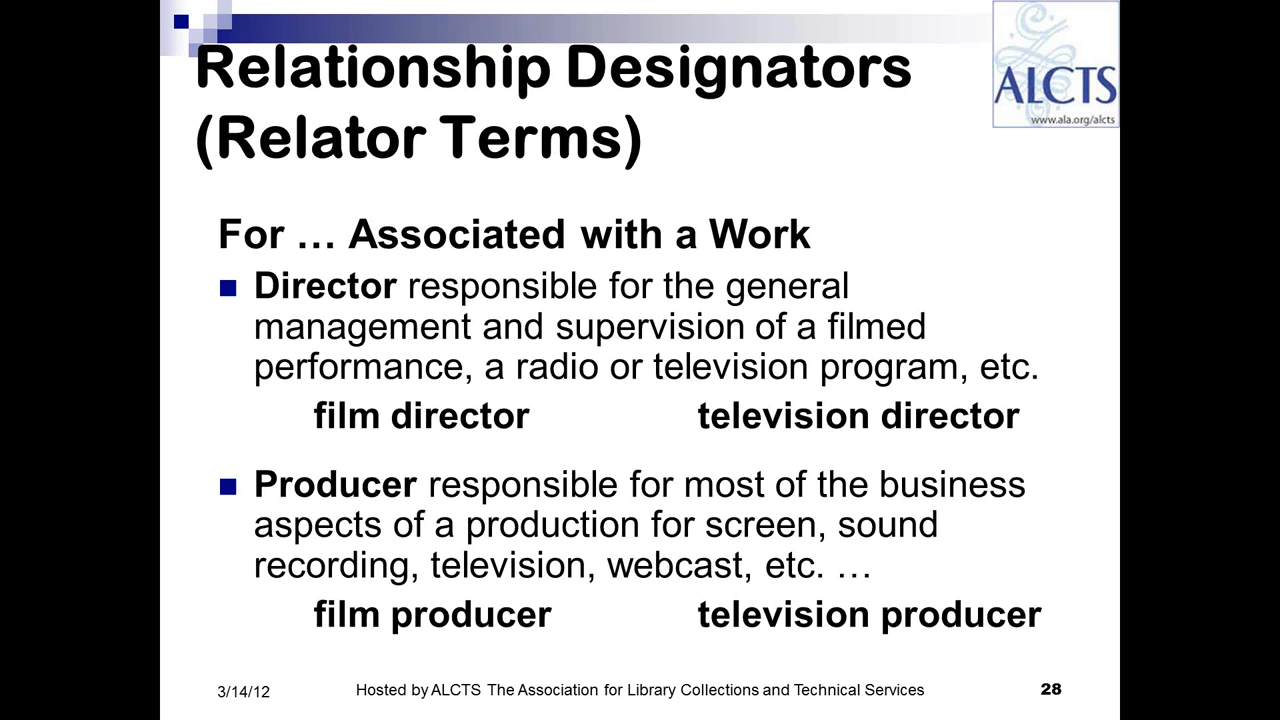 Relationship Designators
(Relator Terms)
ALCTS
www.ala.org/alcts
For … Associated with a Work
Director responsible for the general
management and supervision of a filmed
performance, a radio or television program, etc.
film director television director
Producer responsible for most of the business
aspects of a production for screen, sound
recording, television, webcast, etc. …
film producer television producer
3/14/12 Hosted by ALCTS The Association for Library Collections and Technical Services 28